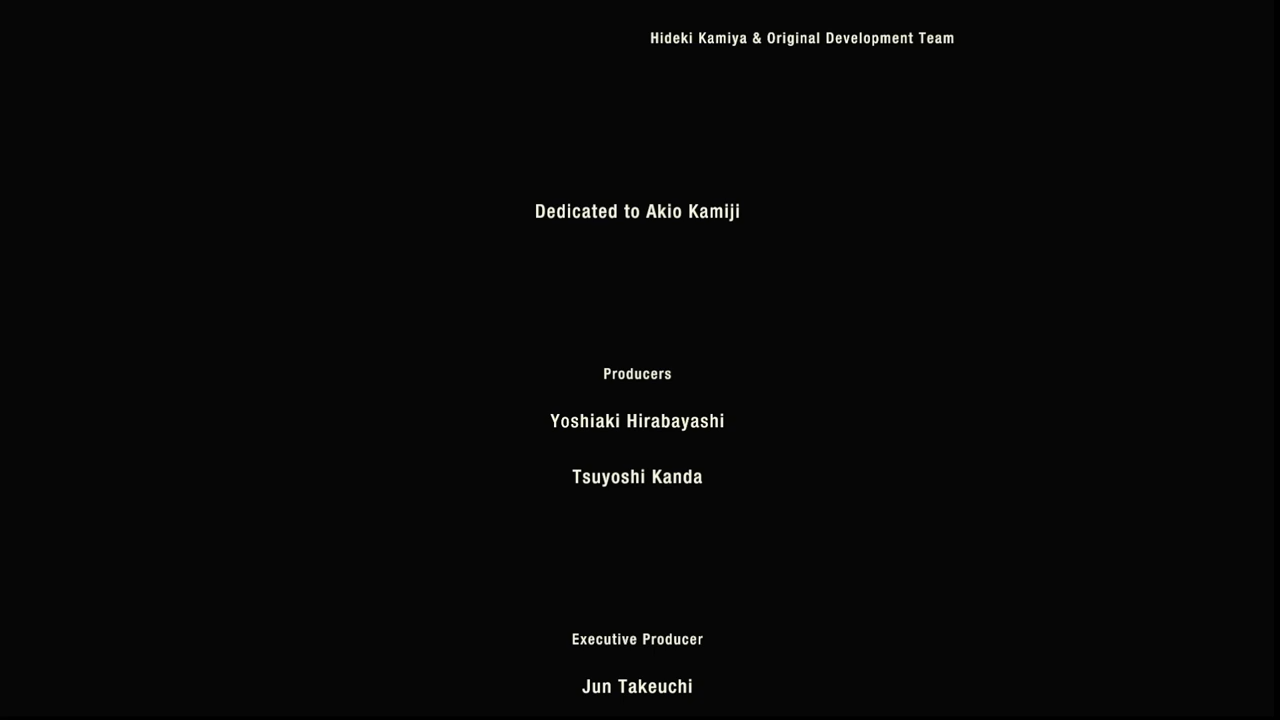 Hideki Kamiya & Original Development Team
Dedicated to Akio Kamiji
Producers
Yoshiaki Hirabayashi
Tsuyoshi Kanda
Executive Producer
Jun Takeuchi